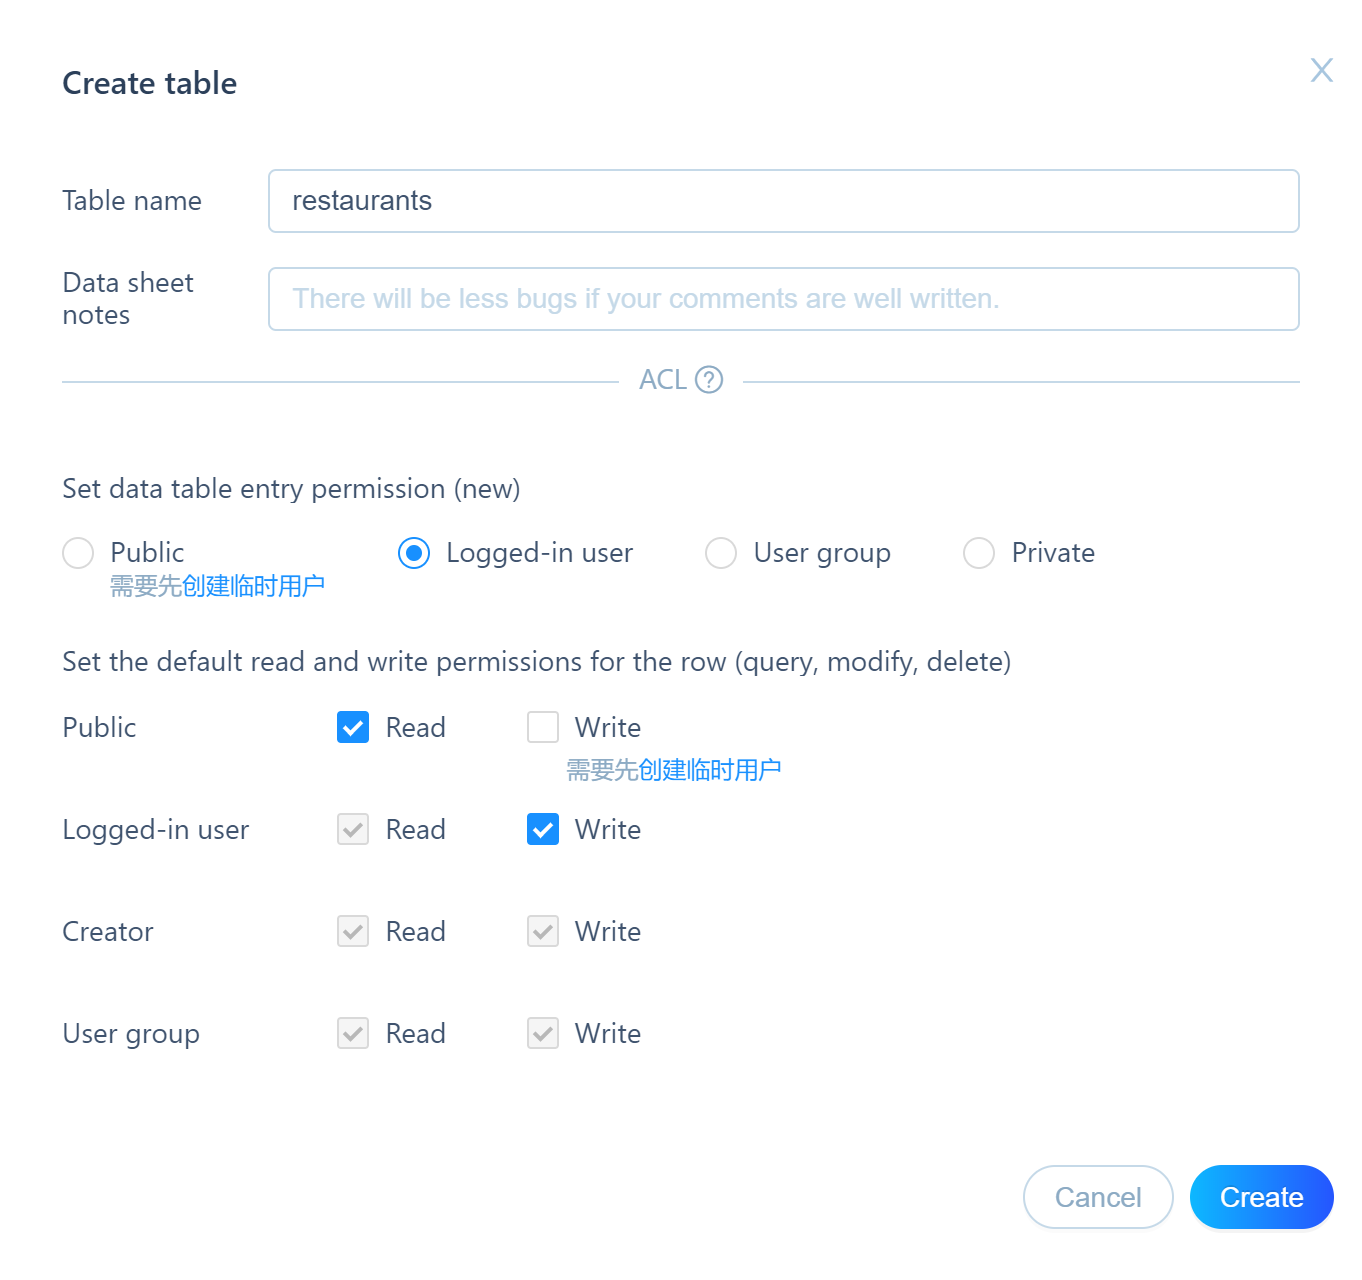 Create table
X
Table name
restaurants
Data sheet
notes
There will be less bugs if your comments are well written.
ACL ?
Set data table entry permission (new)
Public Logged-in user User group Private
需要先创建临时用户
Set the default read and write permissions for the row (query, modify, delete)
Public Read Write
需要先创建临时用户
Logged-in user Read Write
Creator Read Write
User group Read Write
Cancel Create